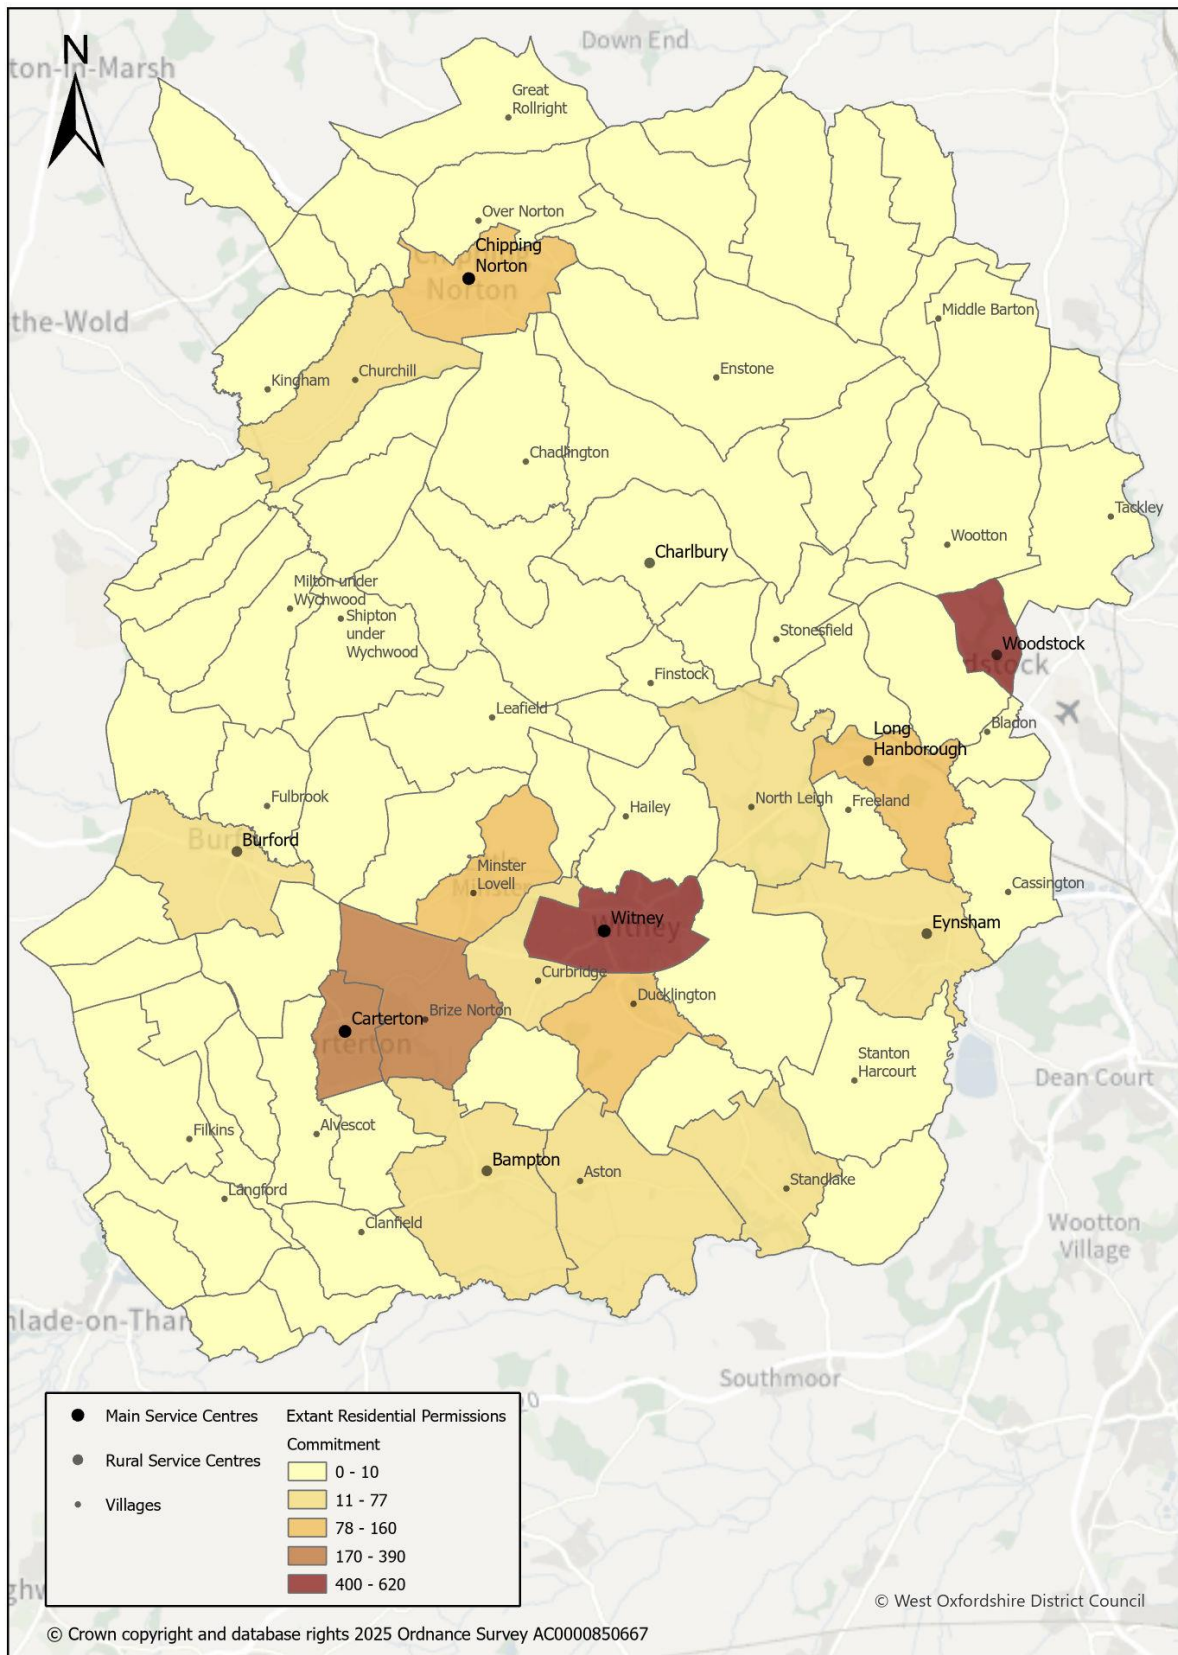 Down End
N
ton-in-Marsh
Great
Rollright
Over Norton
Chipping
Norton
Chipping
Norton
the-Wold
Middle Barton
Kingham
Churchill
Enstone
Chadlington
Tackley
Wootton
Charlbury
Milton under
Wychwood
Shipton
under
Wychwood
Stonesfield
Woodstock
dstock
Finstock
Leafield
Bladon
Long
Hanborough
Fulbrook
Hailey
North Leigh
Freeland
Burford
Minster
Lovell
Cassington
Witney
Witney
Eynsham
Curbridge
Ducklington
Brize Norton
Carterton
arterton
Stanton
Harcourt
Dean Court
Filkins
Alvescot
Bampton
Aston
Standlake
Langford
Clanfield
Wootton
Village
hlade-on-Than
Southmoor
Main Service Centres
Rural Service Centres
Villages
Extant Residential Permissions
Commitment
0 - 10
11 - 77
78 - 160
170 - 390
400 - 620
© West Oxfordshire District Council
© Crown copyright and database rights 2025 Ordnance Survey AC0000850667